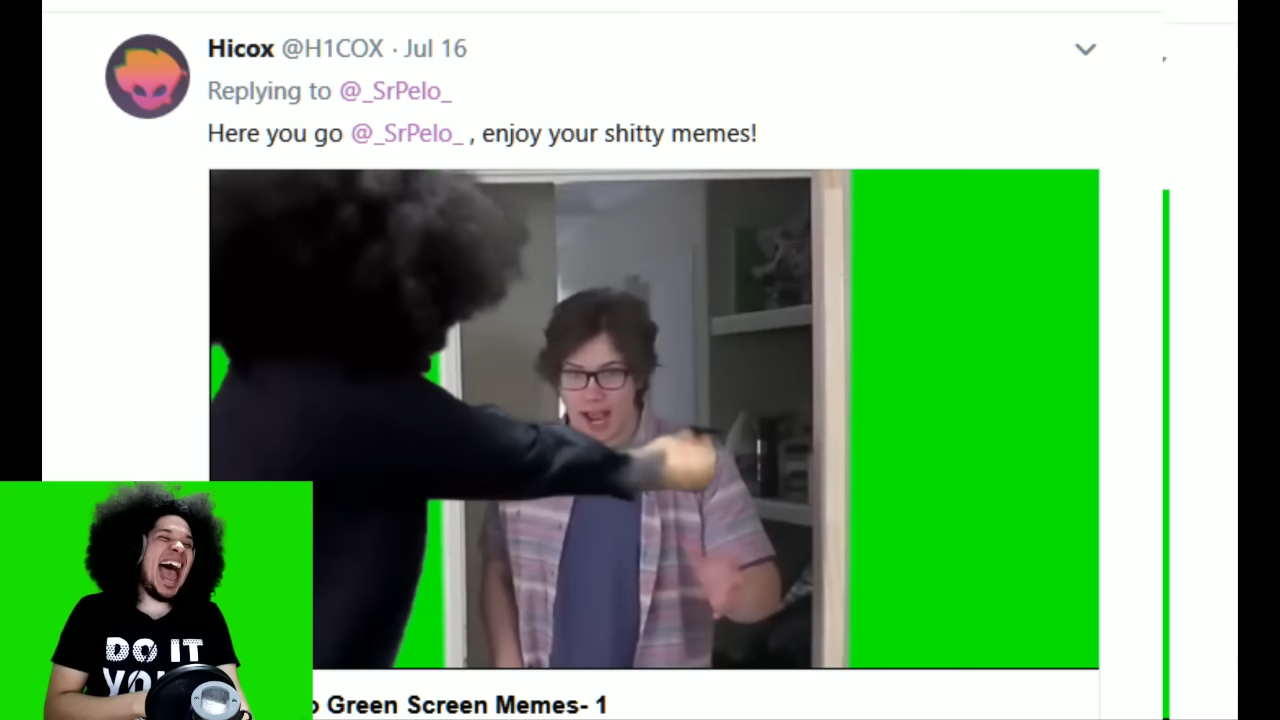 Hicox @H1COX · Jul 16
Replying to @_SrPelo_
Here you go @_SrPelo_ , enjoy your shitty memes!
DO IT
Green Screen Memes- 1